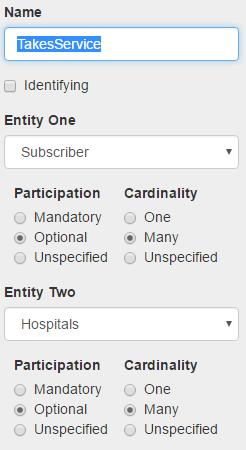 Name
TakesService
Identifying
Entity One
Subscriber
Participation Cardinality
Mandatory One
Optional Many
Unspecified Unspecified
Entity Two
Hospitals
Participation Cardinality
Mandatory One
Optional Many
Unspecified Unspecified